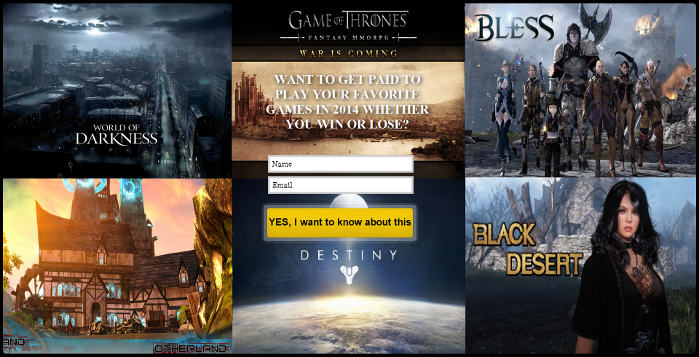 GAME OF THRONES
FANTASY MMORPG
WAR IS COMING
WORLD OF
DARKNESS
WANT TO GET PAID TO
PLAY YOUR FAVORITE
GAMES IN 2014 WHETHER
YOU WIN OR LOSE?
Name
Email
YES, I want to know about this
DESTINY
BLESS
LAND
OTHERLAND
BLACK
DESERT